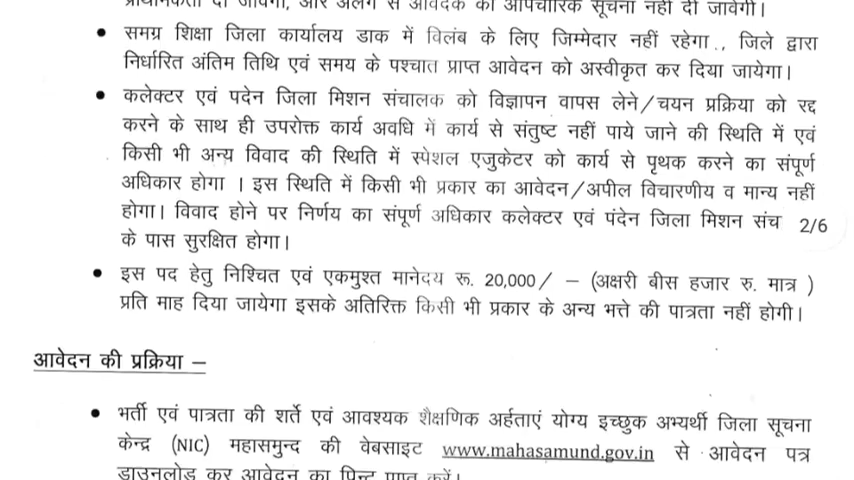 प्राथमिकता दी जावेगी, और अलग से आवेदक को औपचारिक सूचना नहीं दी जावेगी।
• समग्र शिक्षा जिला कार्यालय डाक में विलंब के लिए जिम्मेदार नहीं रहेगा., जिले द्वारा
निर्धारित अंतिम तिथि एवं समय के पश्चात प्राप्त आवेदन को अस्वीकृत कर दिया जायेगा।
• कलेक्टर एवं पदेन जिला मिशन संचालक को विज्ञापन वापस लेने/चयन प्रक्रिया को रद्द
करने के साथ ही उपरोक्त कार्य अवधि में कार्य से संतुष्ट नहीं पाये जाने की स्थिति में एवं
किसी भी अन्य विवाद की स्थिति में स्पेशल एजुकेटर को कार्य से पृथक करने का संपूर्ण
अधिकार होगा । इस स्थिति में किसी भी प्रकार का आवेदन/अपील विचारणीय व मान्य नहीं
होगा। विवाद होने पर निर्णय का संपूर्ण अधिकार कलेक्टर एवं पंदेन जिला मिशन संच 2/6
के पास सुरक्षित होगा।
• इस पद हेतु निश्चित एवं एकमुश्त मानेदय रू. 20,000/ – (अक्षरी बीस हजार रु. मात्र )
प्रति माह दिया जायेगा इसके अतिरिक्त किसी भी प्रकार के अन्य भत्ते की पात्रता नहीं होगी।
आवेदन की प्रक्रिया –
• भर्ती एवं पात्रता की शर्ते एवं आवश्यक शैक्षणिक अर्हताएं योग्य इच्छुक अभ्यर्थी जिला सूचना
केन्द्र (NIC) महासमुन्द की वेबसाइट www.mahasamund.gov.in से आवेदन पत्र
डाउनलोड कर आवेदन का प्रिन्ट प्राप्त करें।